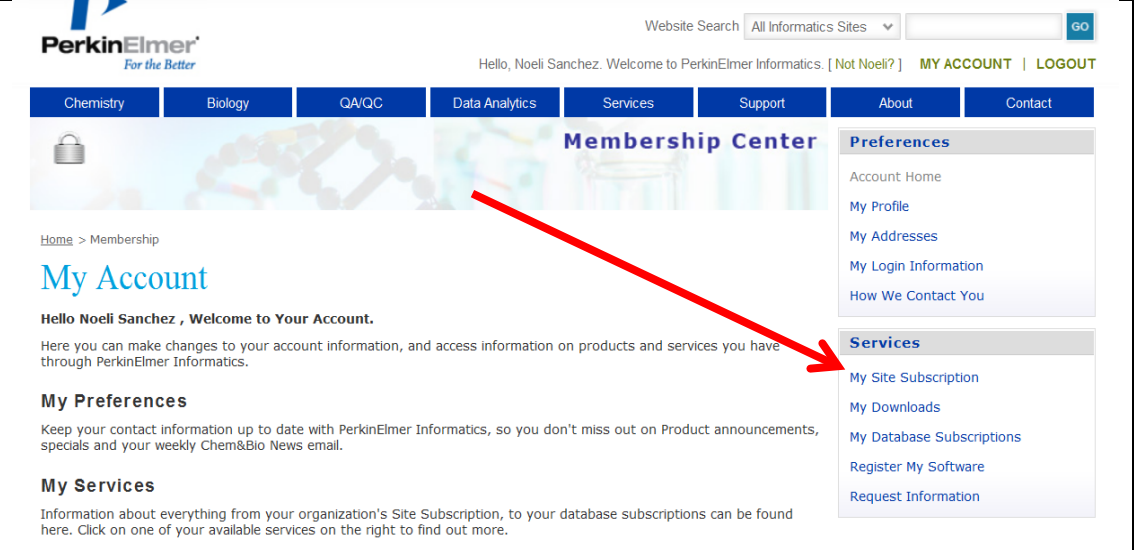 PerkinElmer
For the Better
Website Search All Informatics Sites GO
Hello, Noeli Sanchez. Welcome to PerkinElmer Informatics. [ Not Noeli? ] MY ACCOUNT | LOGOUT
Chemistry Biology QA/QC Data Analytics Services Support About Contact
Membership Center
Home > Membership
My Account
Hello Noeli Sanchez , Welcome to Your Account.
Here you can make changes to your account information, and access information on products and services you have
through PerkinElmer Informatics.
My Preferences
Keep your contact information up to date with PerkinElmer Informatics, so you don't miss out on Product announcements,
specials and your weekly Chem&Bio News email.
My Services
Information about everything from your organization's Site Subscription, to your database subscriptions can be found
here. Click on one of your available services on the right to find out more.
Preferences
Account Home
My Profile
My Addresses
My Login Information
How We Contact You
Services
My Site Subscription
My Downloads
My Database Subscriptions
Register My Software
Request Information